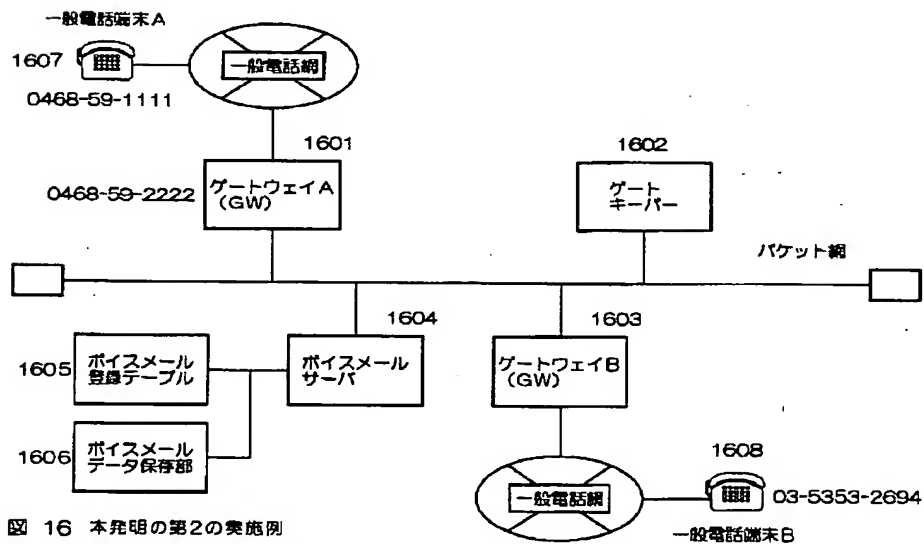 一般電話端末A
1607
一般電話網
0468-59-1111
1601
1602
0468-59-2222
ゲートウェイA
(GW)
ゲート
キーパー
パケット網
1604
1603
1605
ボイスメール
登録テーブル
ボイスメール
サーバ
ゲートウェイB
(GW)
1606
ボイスメール
データ保存部
1608
一般電話網
03-5353-2694
図 16 本発明の第2の実施例
一般電話端末B